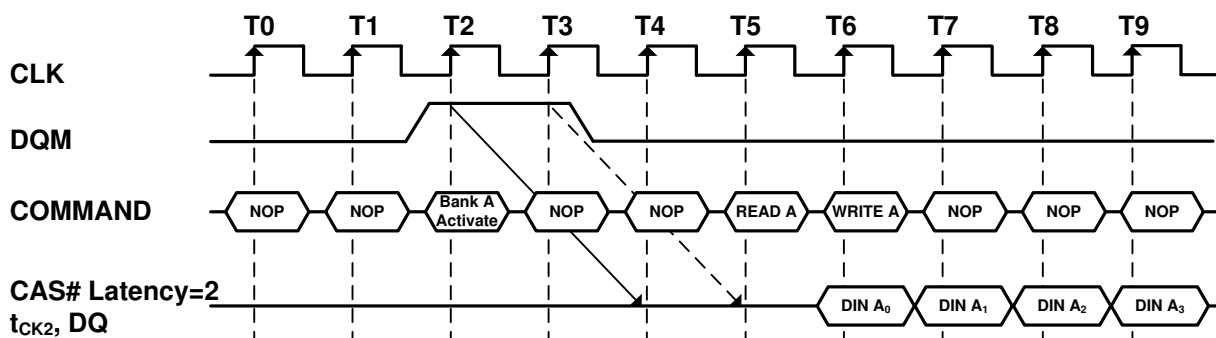 T0 T1 T2 T3 T4 T5 T6 T7 T8 T9
CLK
DQM
COMMAND NOP NOP Bank A Activate NOP NOP READ A WRITE A NOP NOP NOP
CAS# Latency=2
tCK2, DQ DIN A0 DIN A1 DIN A2 DIN A3